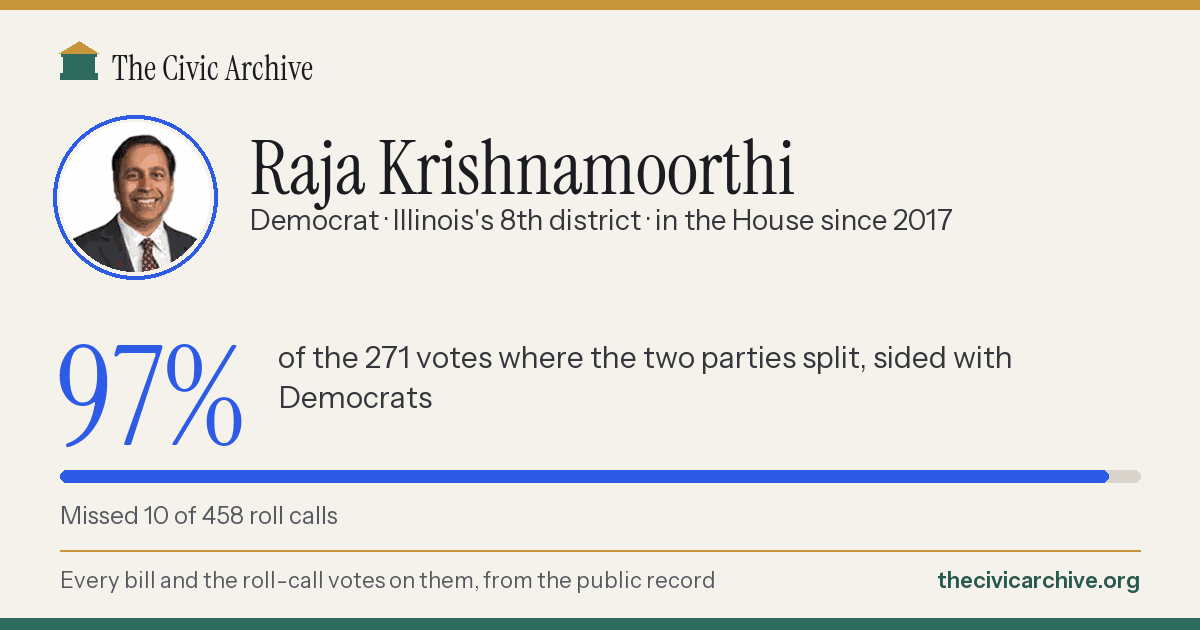 The Civic Archive
Raja Krishnamoorthi
Democrat · Illinois's 8th district · in the House since 2017
97%
of the 271 votes where the two parties split, sided with
Democrats
Missed 10 of 458 roll calls
Every bill and the roll-call votes on them, from the public record
thecivicarchive.org